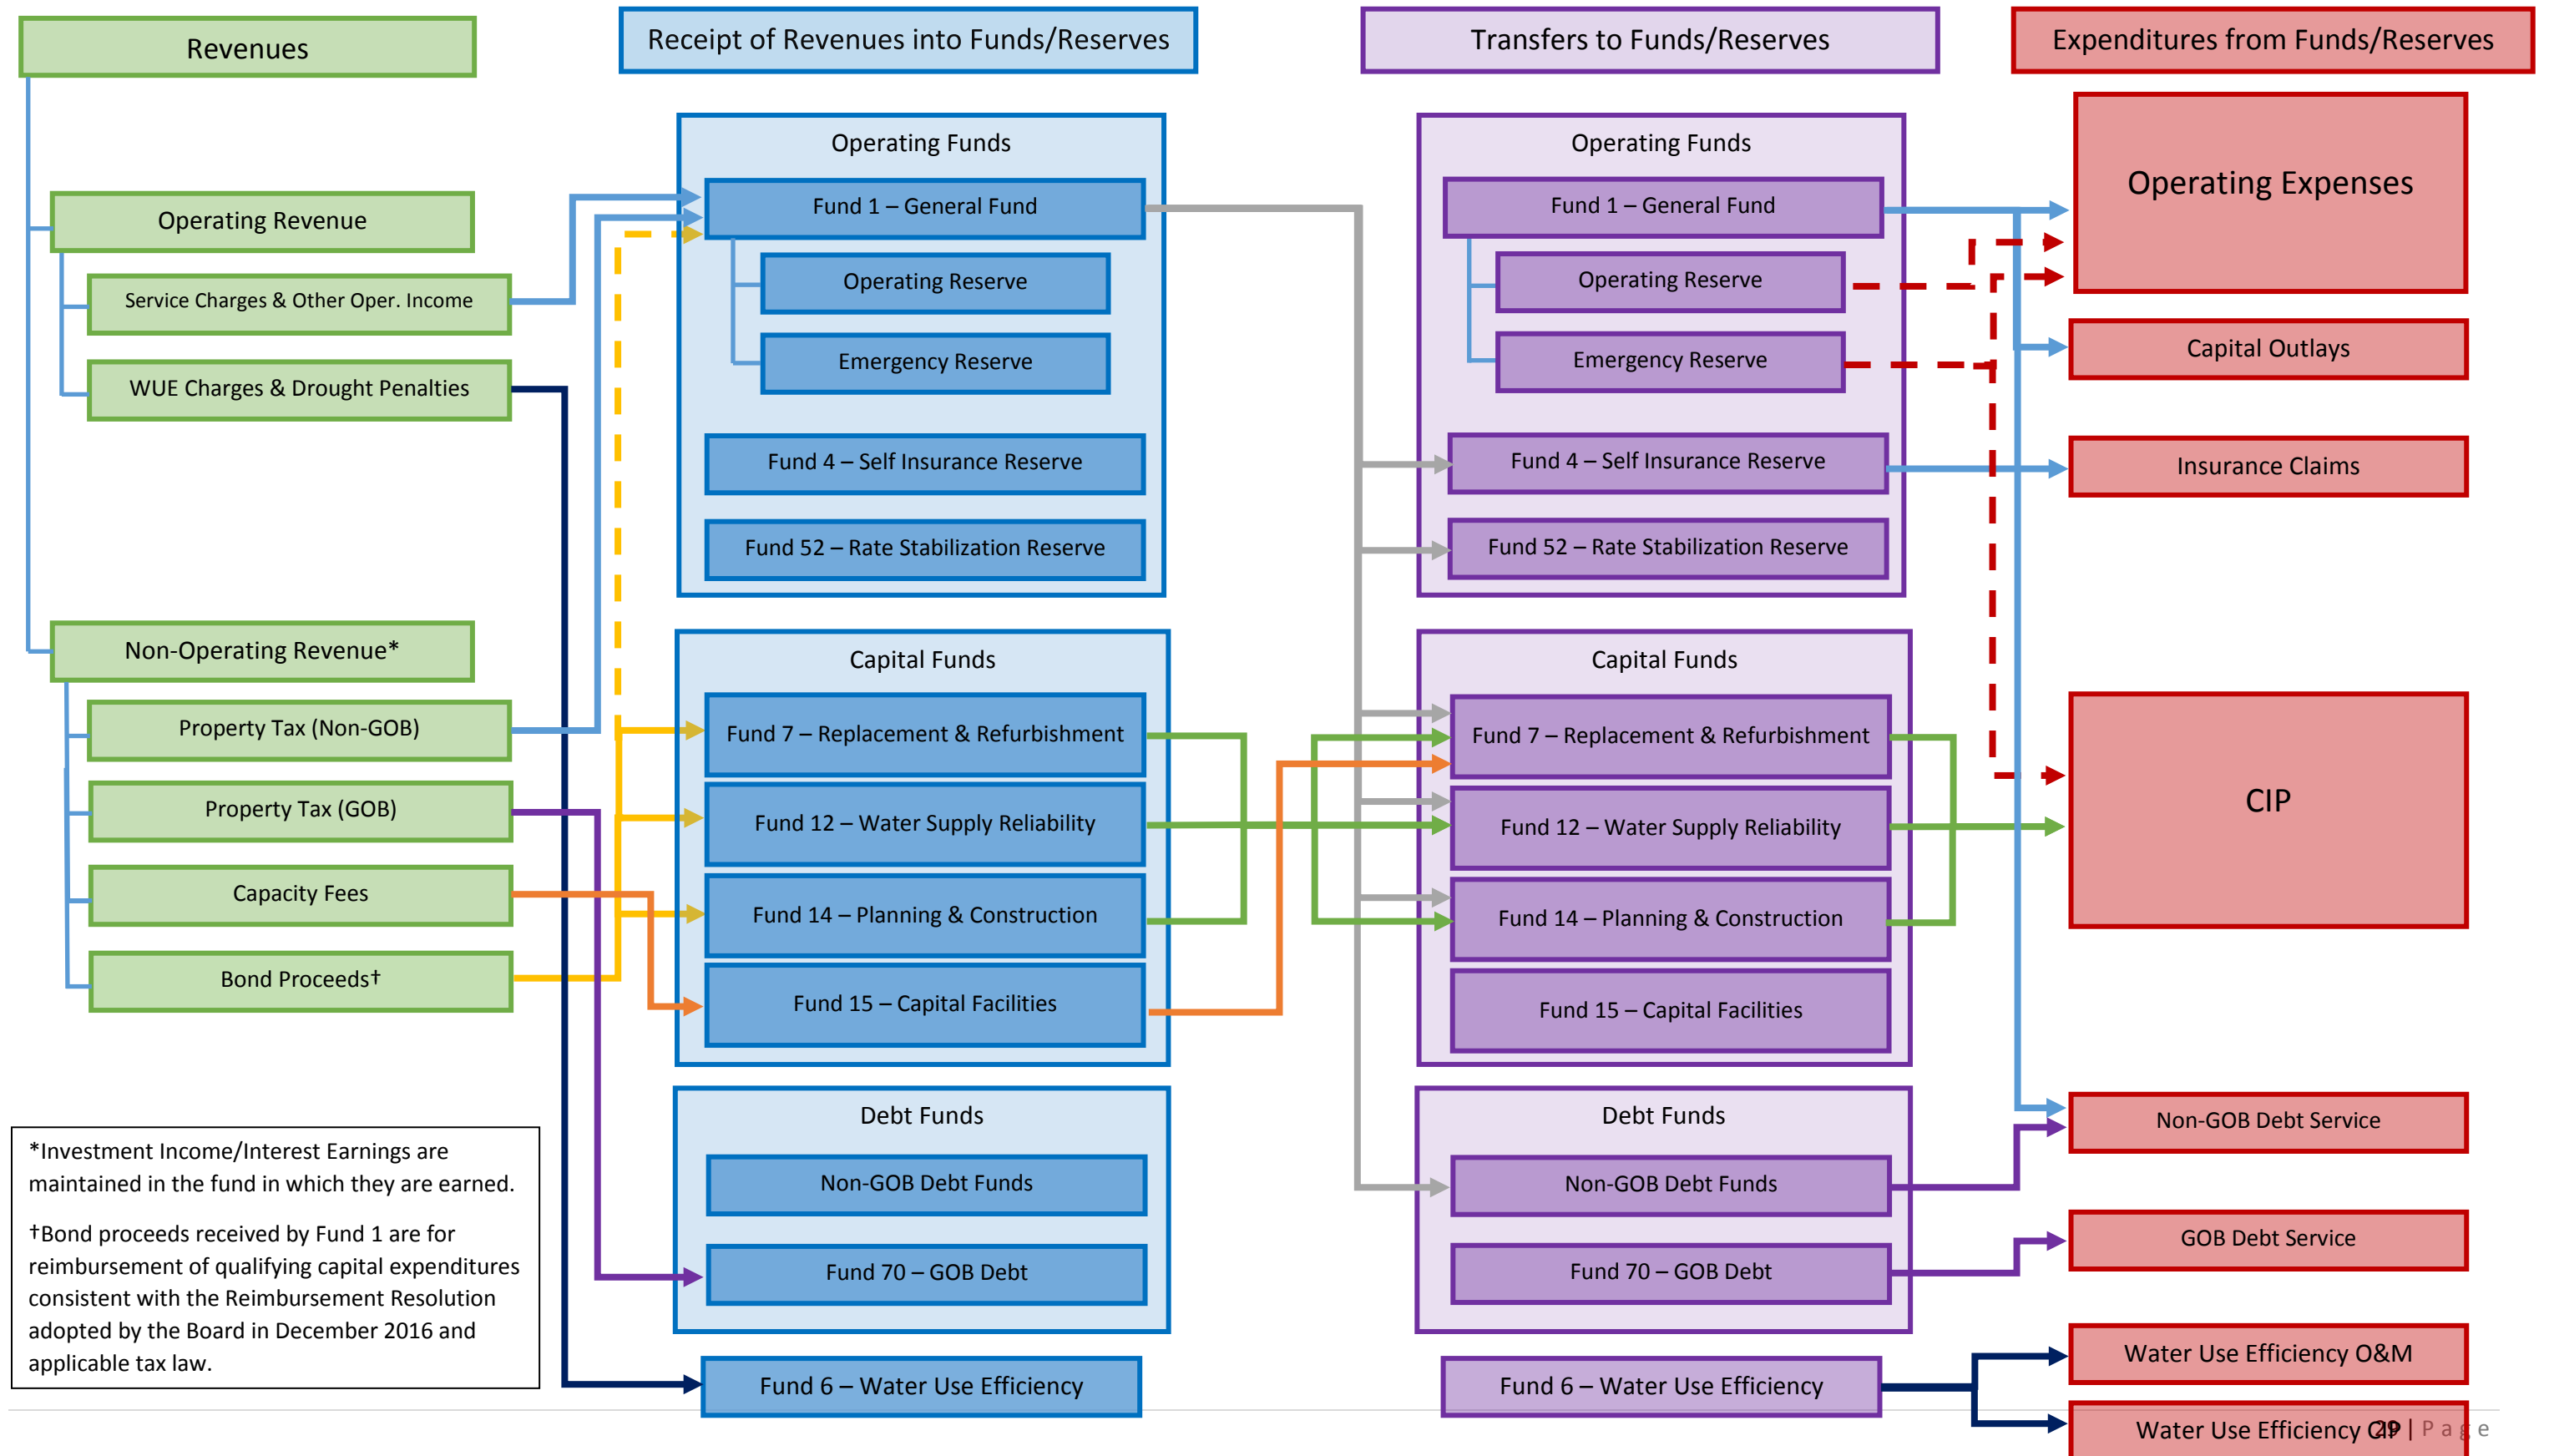 Revenues
Receipt of Revenues into Funds/Reserves
Transfers to Funds/Reserves
Expenditures from Funds/Reserves
Operating Revenue
Service Charges & Other Oper. Income
WUE Charges & Drought Penalties
Non-Operating Revenue*
Property Tax (Non-GOB)
Property Tax (GOB)
Capacity Fees
Bond Proceeds†
*Investment Income/Interest Earnings are
maintained in the fund in which they are earned.
†Bond proceeds received by Fund 1 are for
reimbursement of qualifying capital expenditures
consistent with the Reimbursement Resolution
adopted by the Board in December 2016 and
applicable tax law.
Operating Funds
Fund 1 – General Fund
Operating Reserve
Emergency Reserve
Fund 4 – Self Insurance Reserve
Fund 52 – Rate Stabilization Reserve
Capital Funds
Fund 7 – Replacement & Refurbishment
Fund 12 – Water Supply Reliability
Fund 14 – Planning & Construction
Fund 15 – Capital Facilities
Debt Funds
Non-GOB Debt Funds
Fund 70 – GOB Debt
Fund 6 – Water Use Efficiency
Operating Funds
Fund 1 – General Fund
Operating Reserve
Emergency Reserve
Fund 4 – Self Insurance Reserve
Fund 52 – Rate Stabilization Reserve
Capital Funds
Fund 7 – Replacement & Refurbishment
Fund 12 – Water Supply Reliability
Fund 14 – Planning & Construction
Fund 15 – Capital Facilities
Debt Funds
Non-GOB Debt Funds
Fund 70 – GOB Debt
Fund 6 – Water Use Efficiency
Operating Expenses
Capital Outlays
Insurance Claims
CIP
Non-GOB Debt Service
GOB Debt Service
Water Use Efficiency O&M
Water Use Efficiency CIP
29 | Page